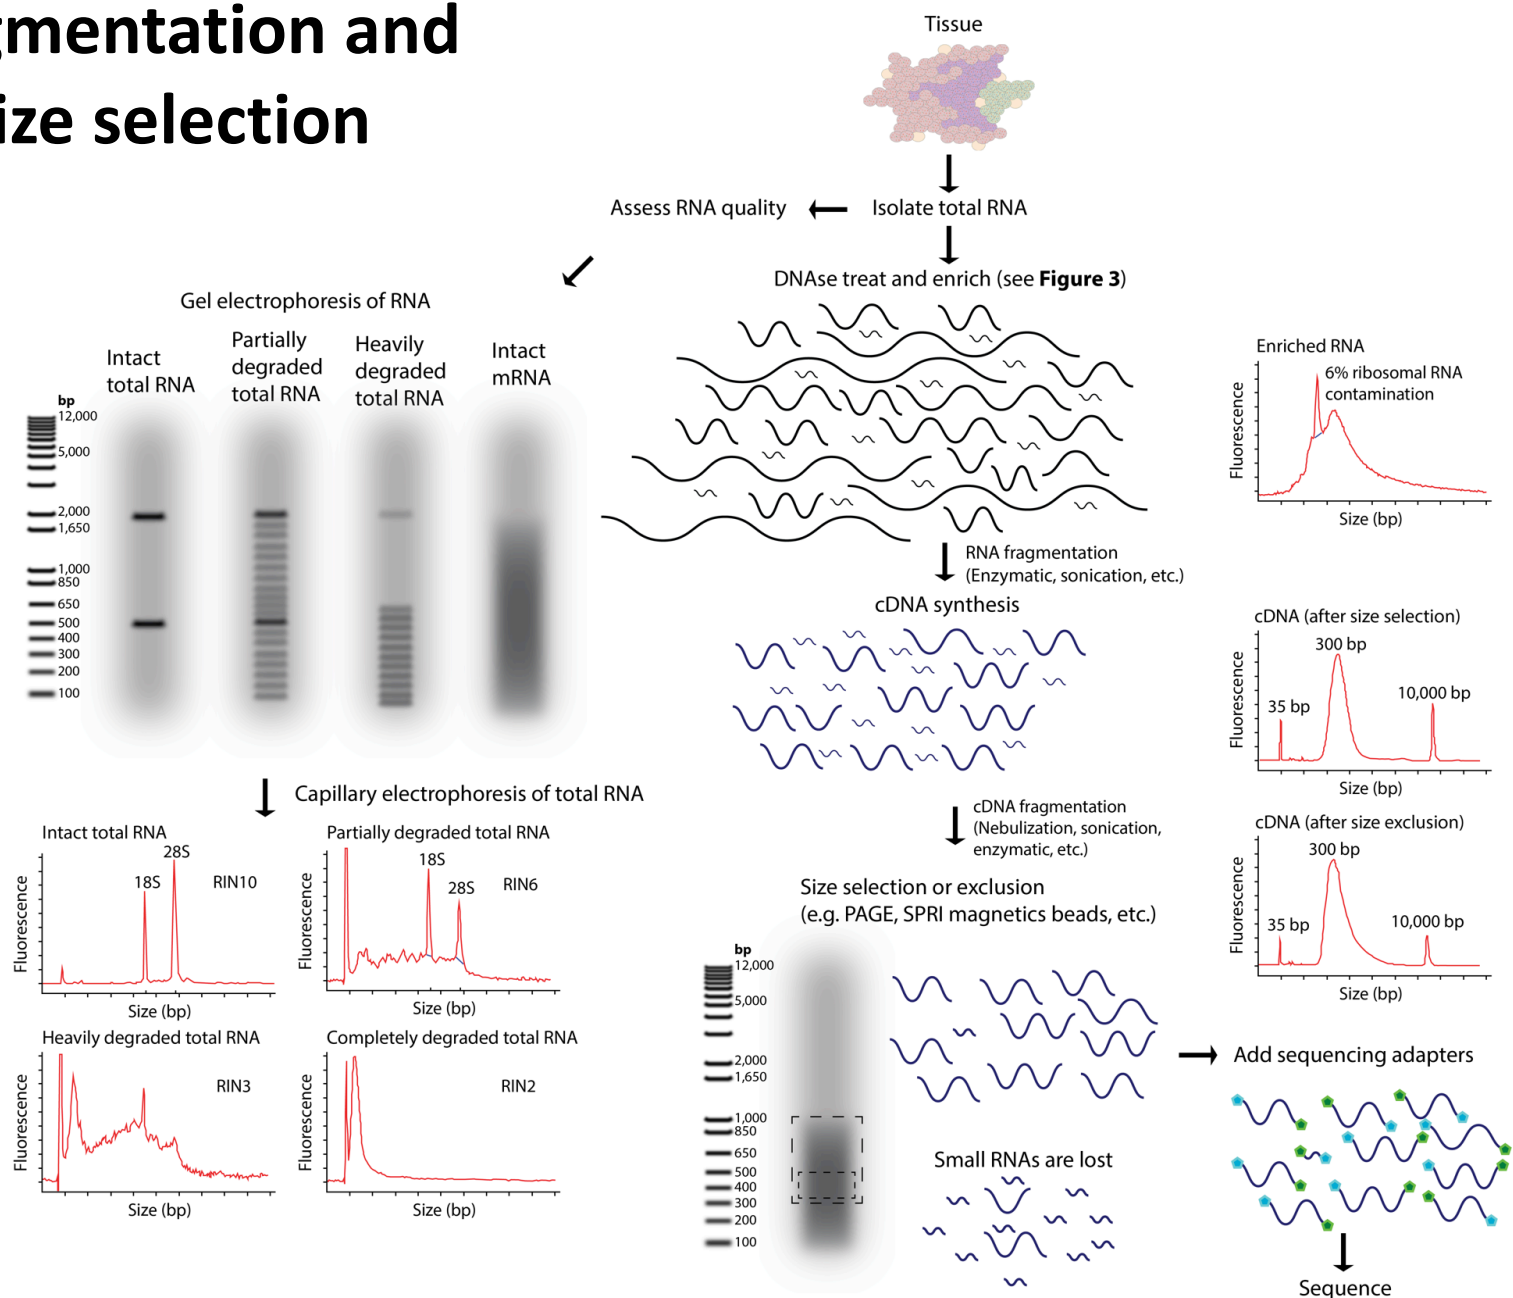 gmentation and
ize selection
Tissue
Assess RNA quality
Isolate total RNA
DNAse treat and enrich (see Figure 3)
Gel electrophoresis of RNA
Intact
total RNA
Partially
degraded
total RNA
Heavily
degraded
total RNA
Intact
mRNA
bp
12,000
5,000
2,000
1,650
1,000
850
650
500
400
300
200
100
Enriched RNA
6% ribosomal RNA
contamination
Fluorescence
Size (bp)
RNA fragmentation
(Enzymatic, sonication, etc.)
cDNA synthesis
cDNA (after size selection)
300 bp
35 bp
10,000 bp
Fluorescence
Size (bp)
Capillary electrophoresis of total RNA
Intact total RNA
28S
18S
RIN10
Fluorescence
Size (bp)
Partially degraded total RNA
18S
28S
RIN6
Fluorescence
Size (bp)
Heavily degraded total RNA
RIN3
Fluorescence
Size (bp)
Completely degraded total RNA
RIN2
Fluorescence
Size (bp)
cDNA fragmentation
(Nebulization, sonication,
enzymatic, etc.)
cDNA (after size exclusion)
300 bp
35 bp
10,000 bp
Fluorescence
Size (bp)
Size selection or exclusion
(e.g. PAGE, SPRI magnetics beads, etc.)
bp
12,000
5,000
2,000
1,650
1,000
850
650
500
400
300
200
100
Small RNAs are lost
Add sequencing adapters
Sequence